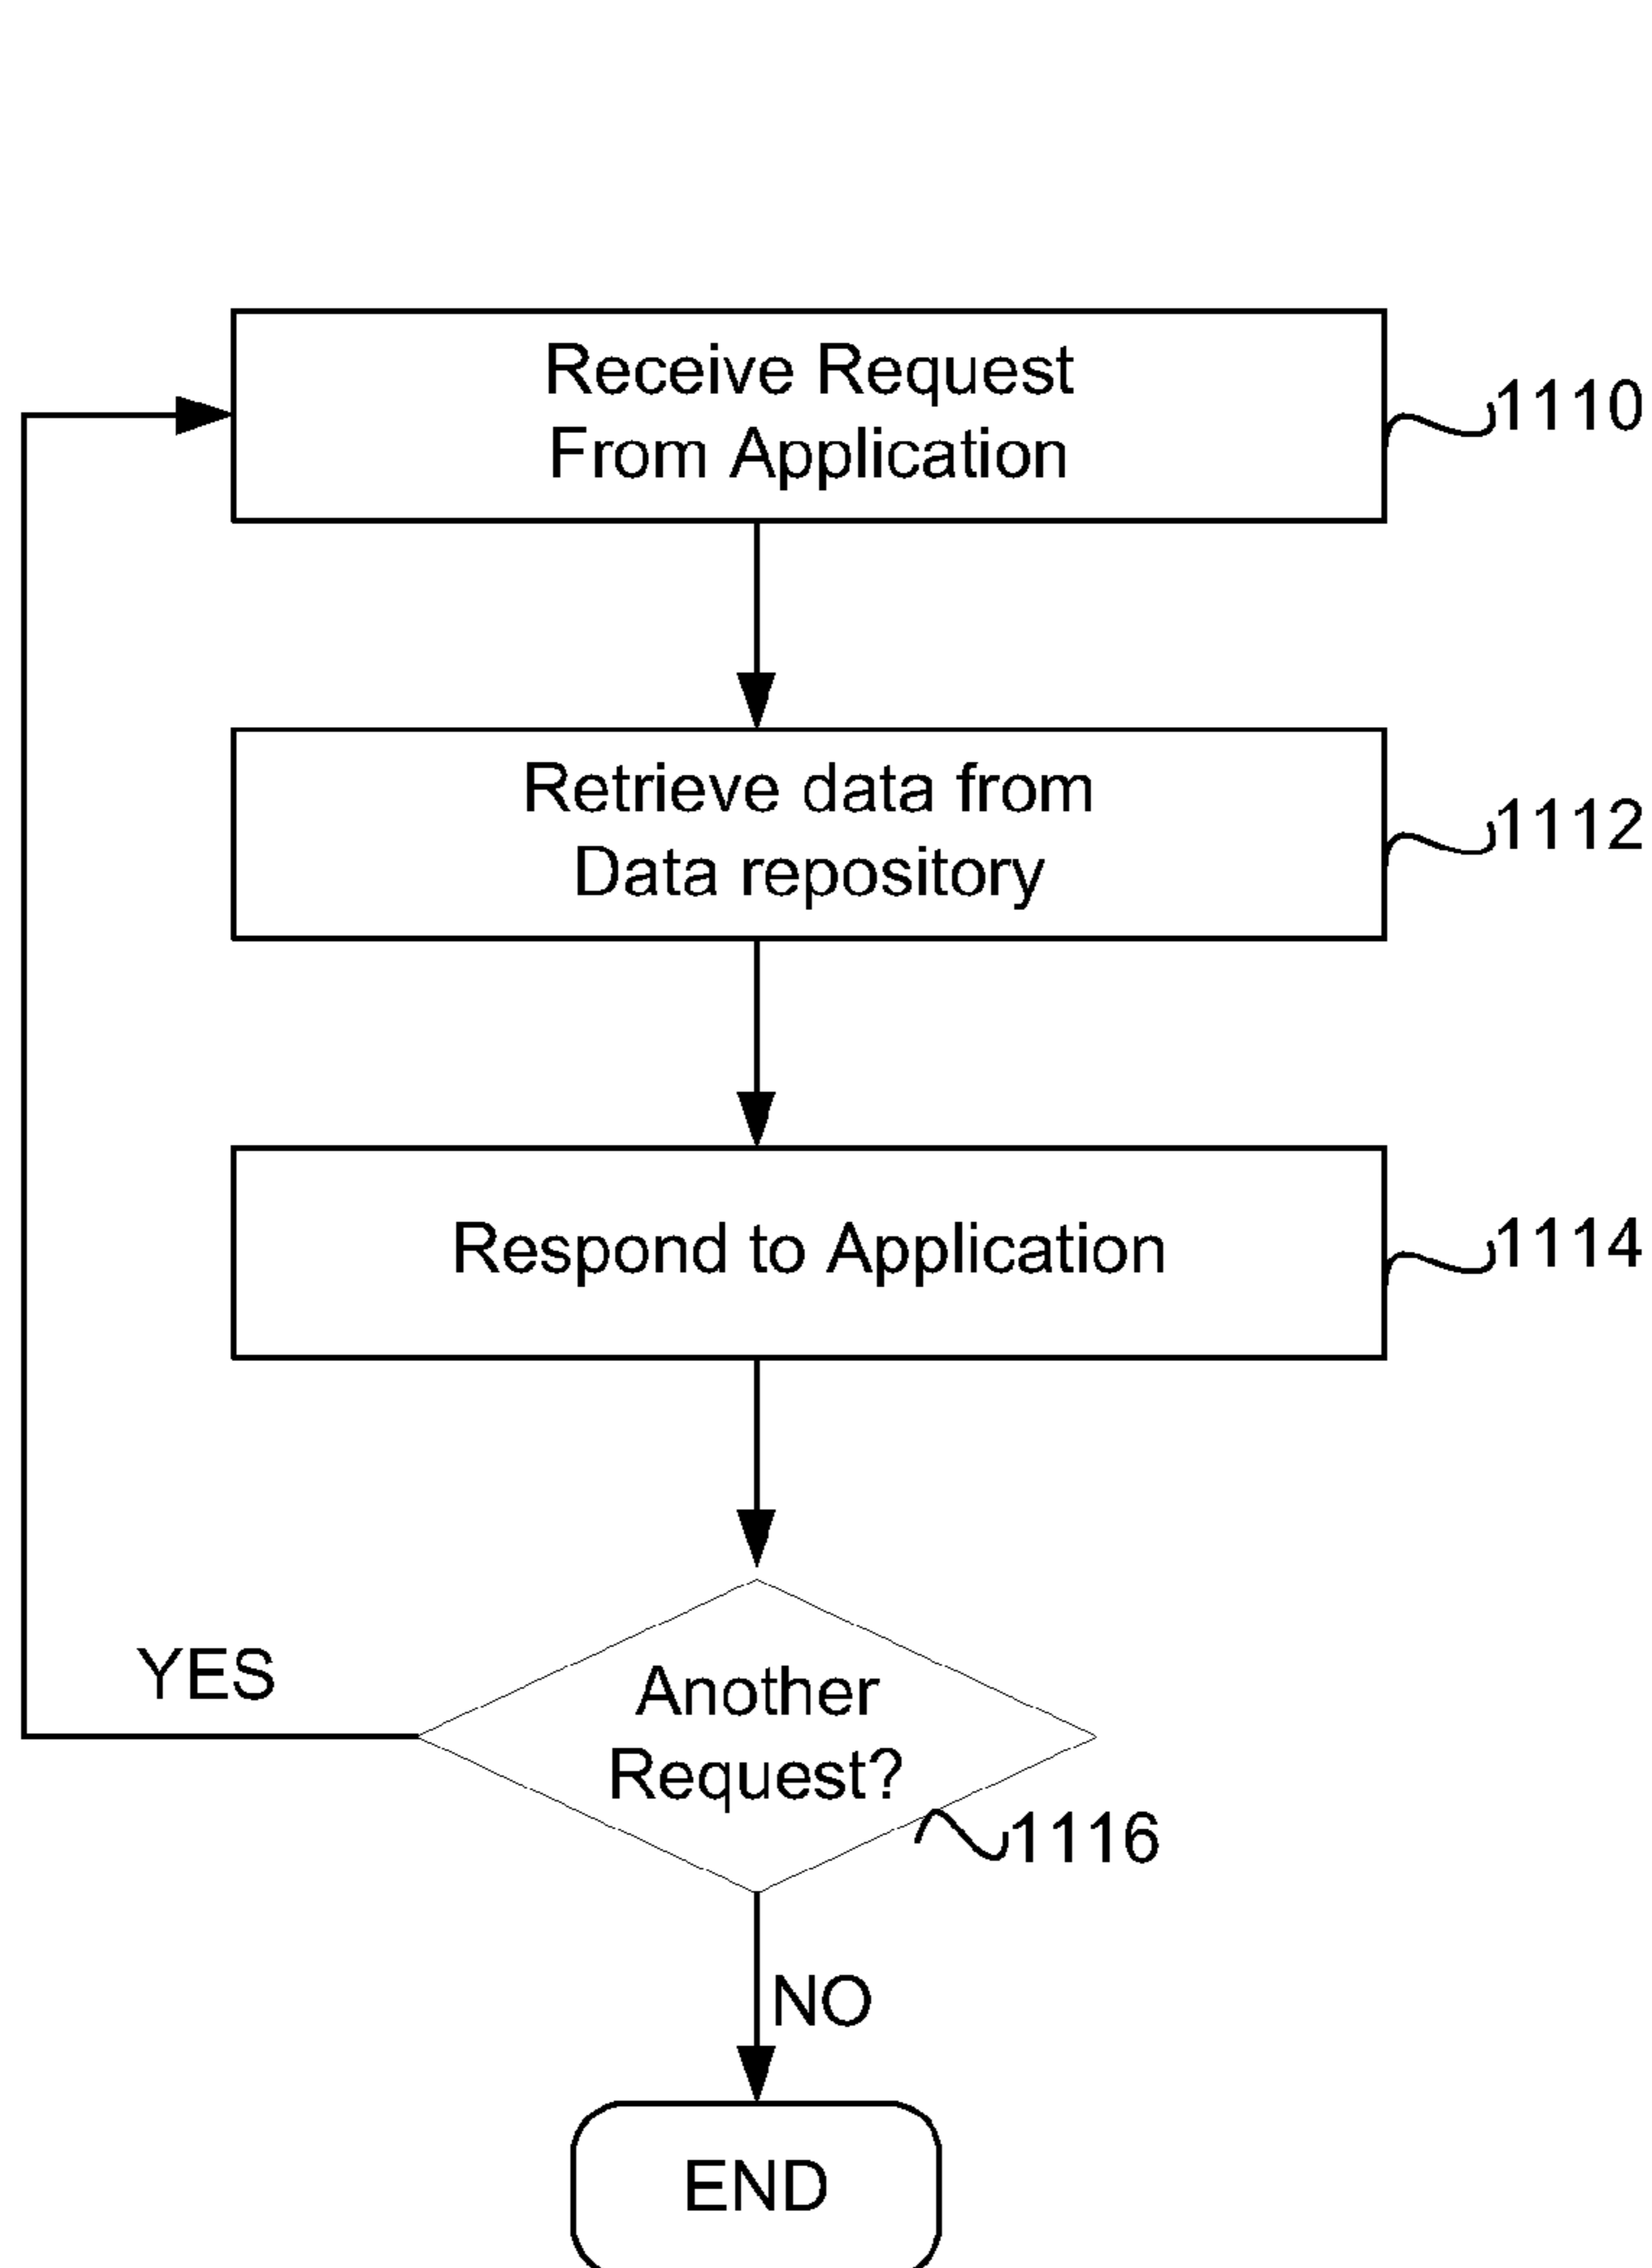 Receive Request
From Application
1110
Retrieve data from
Data repository
1112
Respond to Application
1114
YES
Another
Request?
1116
NO
END